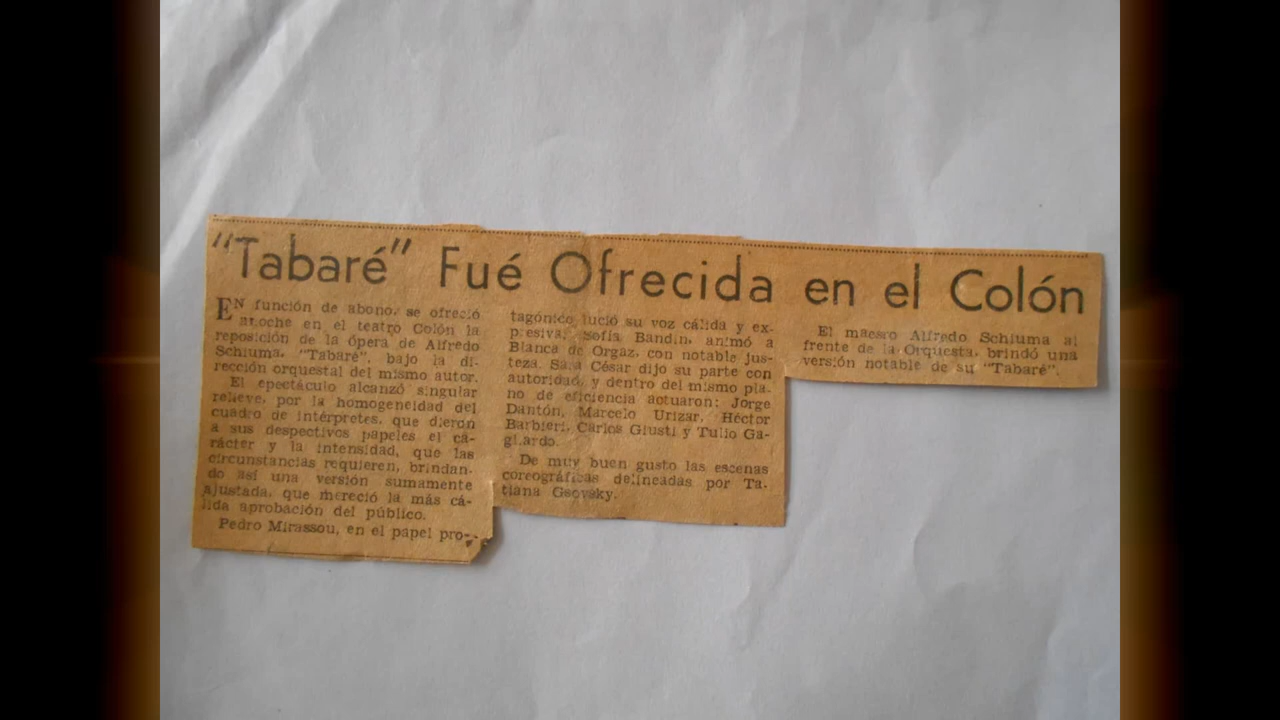 "Tabaré" Fué Ofrecida en el Colón
EN función de abono, se ofreció
anoche en el teatro Colón la
reposición de la ópera de Alfredo
Schiuma, "Tabaré", bajo la di-
rección orquestal del mismo autor.
El epectáculo alcanzó singular
relieve, por la homogeneidad del
cuadro de intérpretes, que dieron
a sus despectivos papeles el ca-
rácter y la intensidad, que las
circunstancias requieren, brindan-
do así una versión sumamente
ajustada, que mereció la más cá-
lida aprobación del público.
Pedro Mirassou, en el papel pro-
tagónico lució su voz cálida y ex-
presiva; Sofía Bandin, animó a
Blanca de Orgaz, con notable jus-
teza. Sara César dijo su parte con
autoridad, y dentro del mismo pla-
no de eficiencia actuaron: Jorge
Dantón, Marcelo Urizar, Héctor
Barbieri, Carlos Giusti y Tulio Ga-
gliardo.
De muy buen gusto las escenas
coreográficas delineadas por Ta-
tiana Gsovsky.
El maestro Alfredo Schiuma al
frente de la Orquesta, brindó una
versión notable de su "Tabaré".